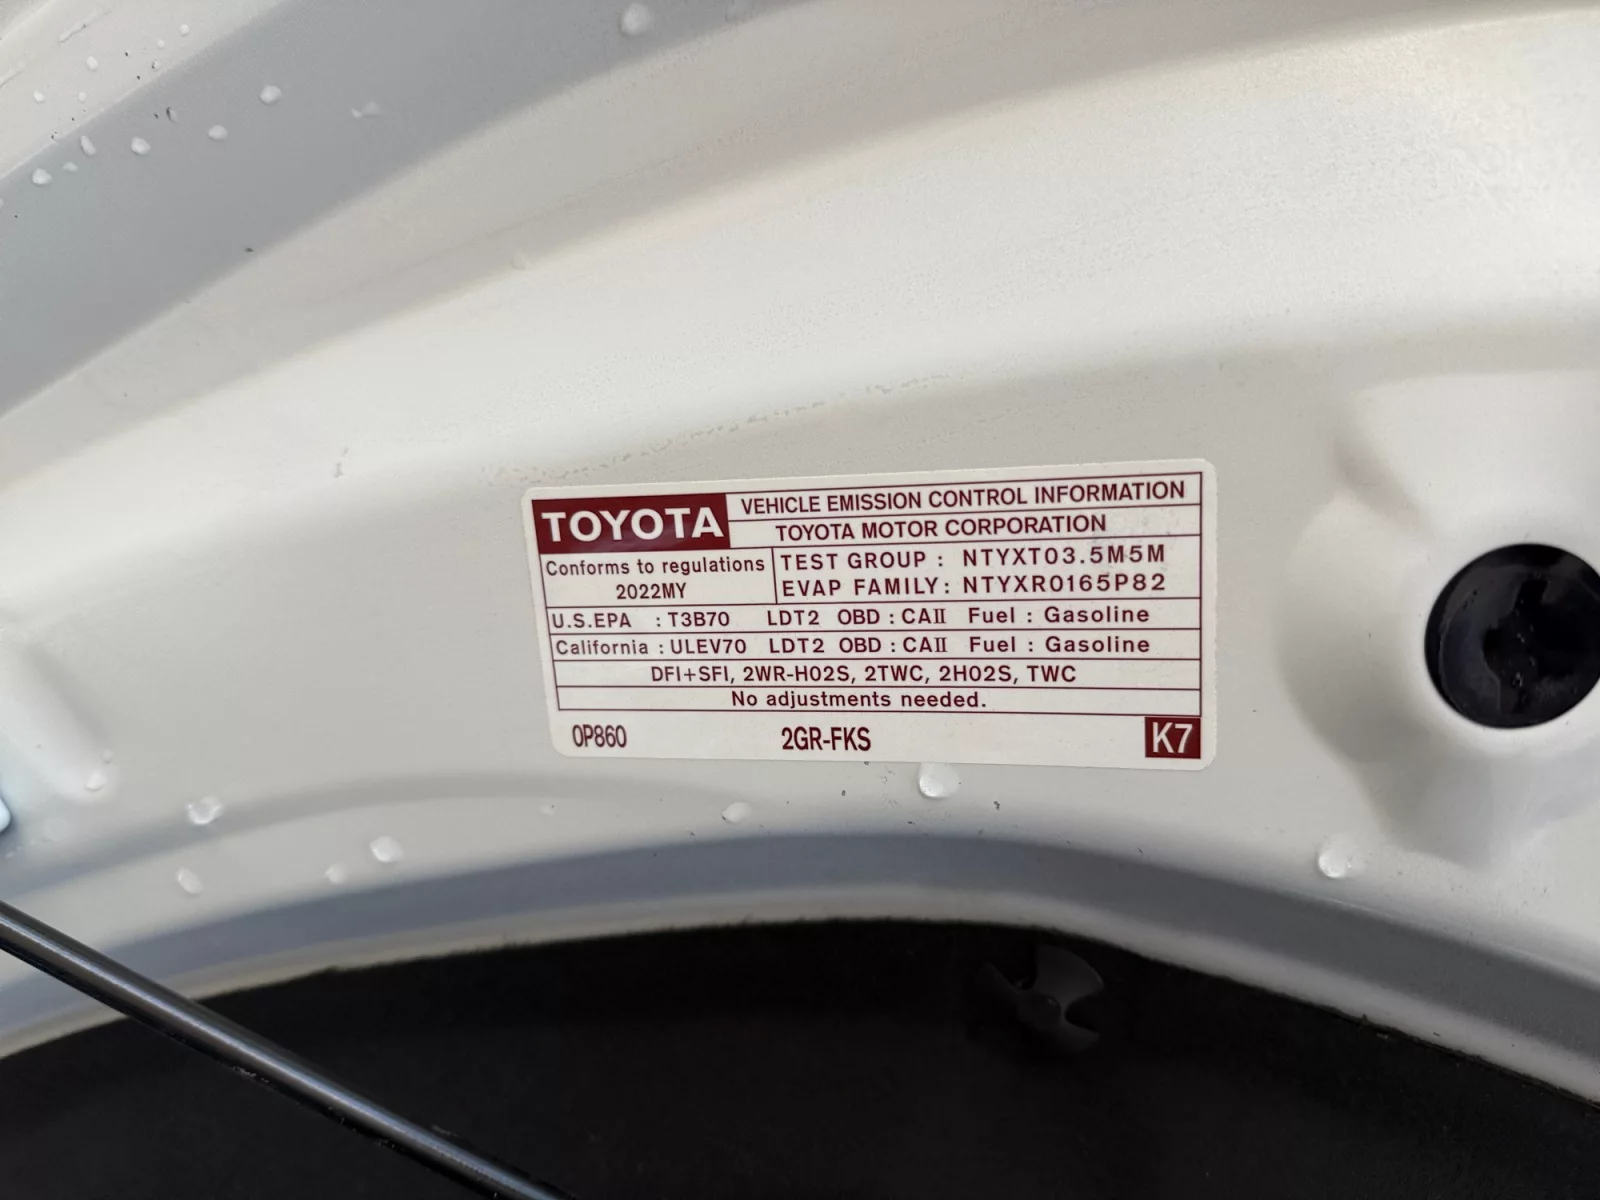 TOYOTA
VEHICLE EMISSION CONTROL INFORMATION
TOYOTA MOTOR CORPORATION
Conforms to regulations
2022MY
TEST GROUP : NTYXT03.5M5M
EVAP FAMILY: NTYXR0165P82
U.S.EPA : T3B70 LDT2 OBD : CAII Fuel : Gasoline
California : ULEV70 LDT2 OBD : CAII Fuel : Gasoline
DFI+SFI, 2WR-HO2S, 2TWC, 2HO2S, TWC
No adjustments needed.
0P860 2GR-FKS K7